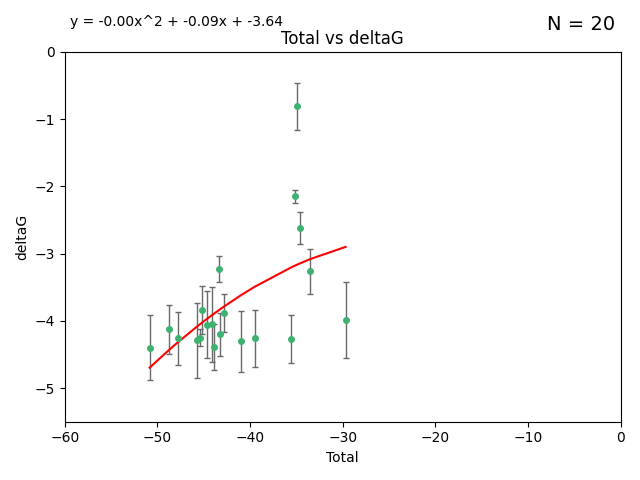 y = -0.00x^2 + -0.09x + -3.64
N = 20
Total vs deltaG
0
−1
−2
−3
−4
−5
deltaG
−60 −50 −40 −30 −20 −10 0
Total